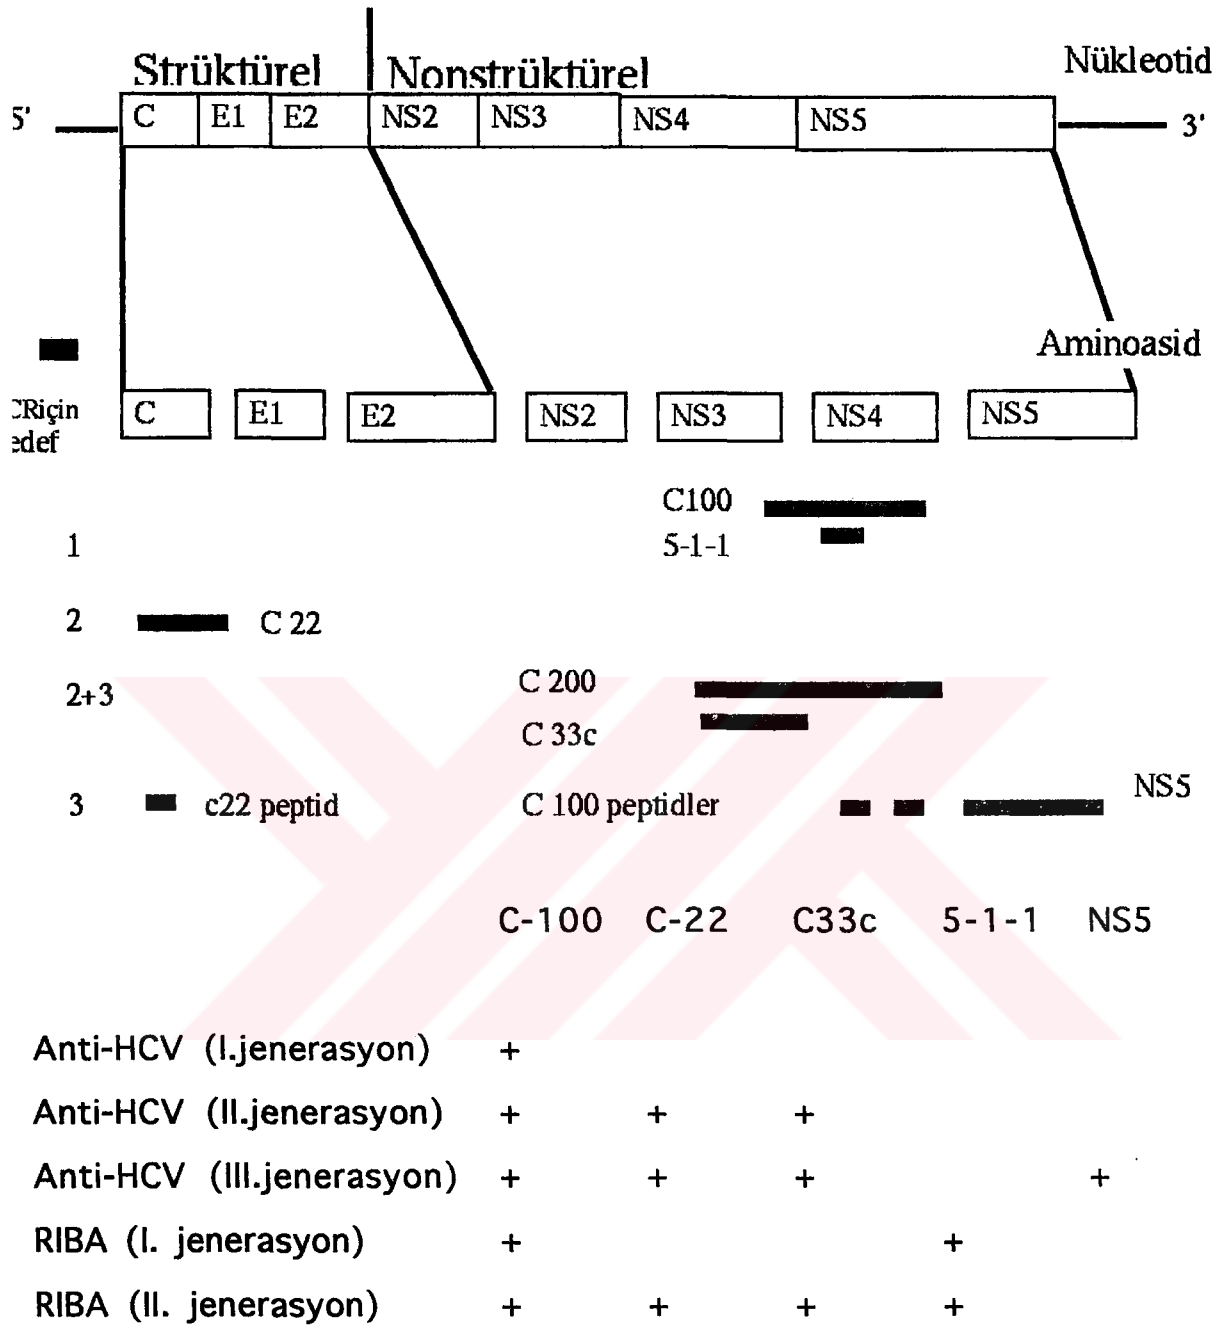 Strüktürel Nonstrüktürel Nükleotid
5' C E1 E2 NS2 NS3 NS4 NS5 3'
Aminoasid
CRiçin
edef
C E1 E2 NS2 NS3 NS4 NS5
C100
1 5-1-1
2 C 22
2+3 C 200
C 33c
3 c22 peptid C 100 peptidler NS5
C-100 C-22 C33c 5-1-1 NS5
Anti-HCV (I.jenerasyon) +
Anti-HCV (II.jenerasyon) + + +
Anti-HCV (III.jenerasyon) + + + +
RIBA (I. jenerasyon) + +
RIBA (II. jenerasyon) + + + +